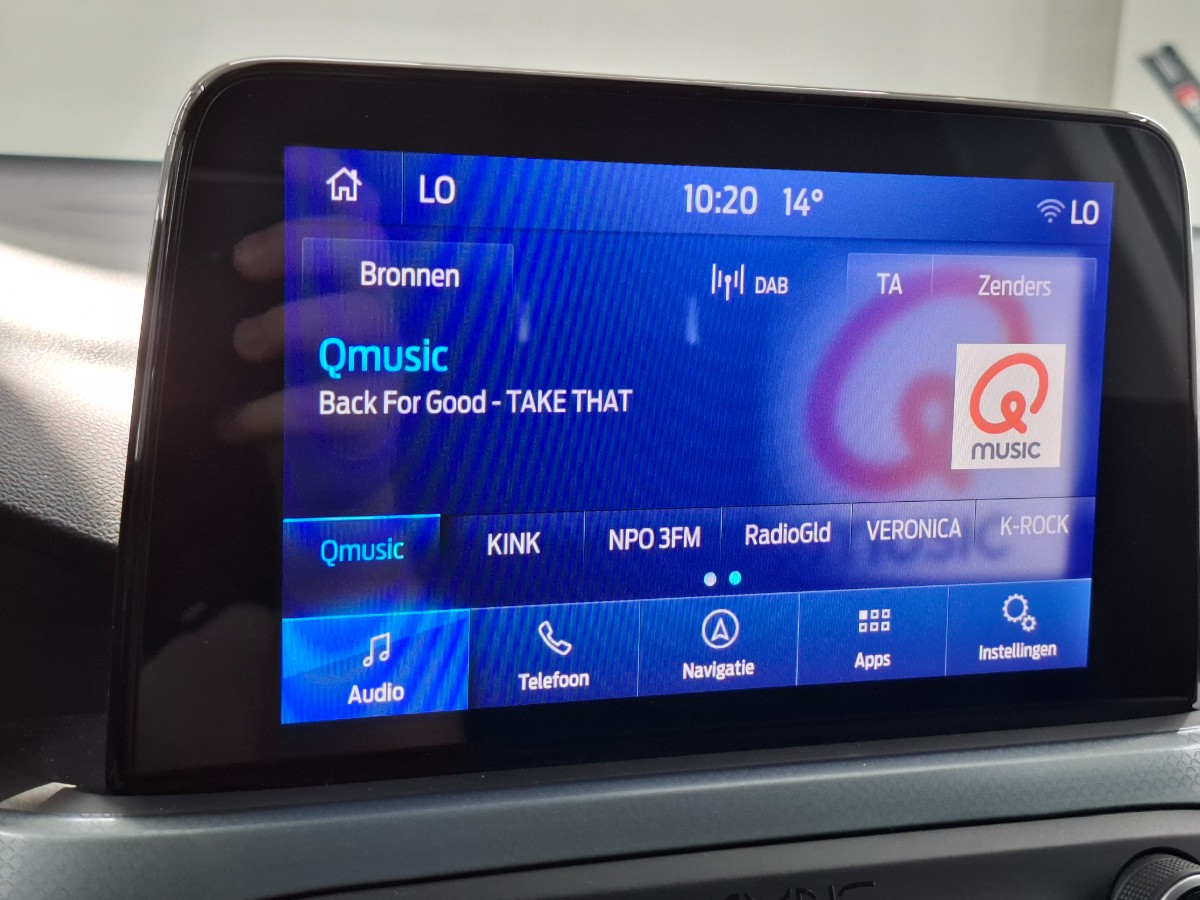 LO 10:20 14° LO
Bronnen DAB TA Zenders
Qmusic
Back For Good - TAKE THAT
MUSIC
Qmusic KINK NPO 3FM RadioGld VERONICA K-ROCK
Audio Telefoon Navigatie Apps Instellingen
SYNC